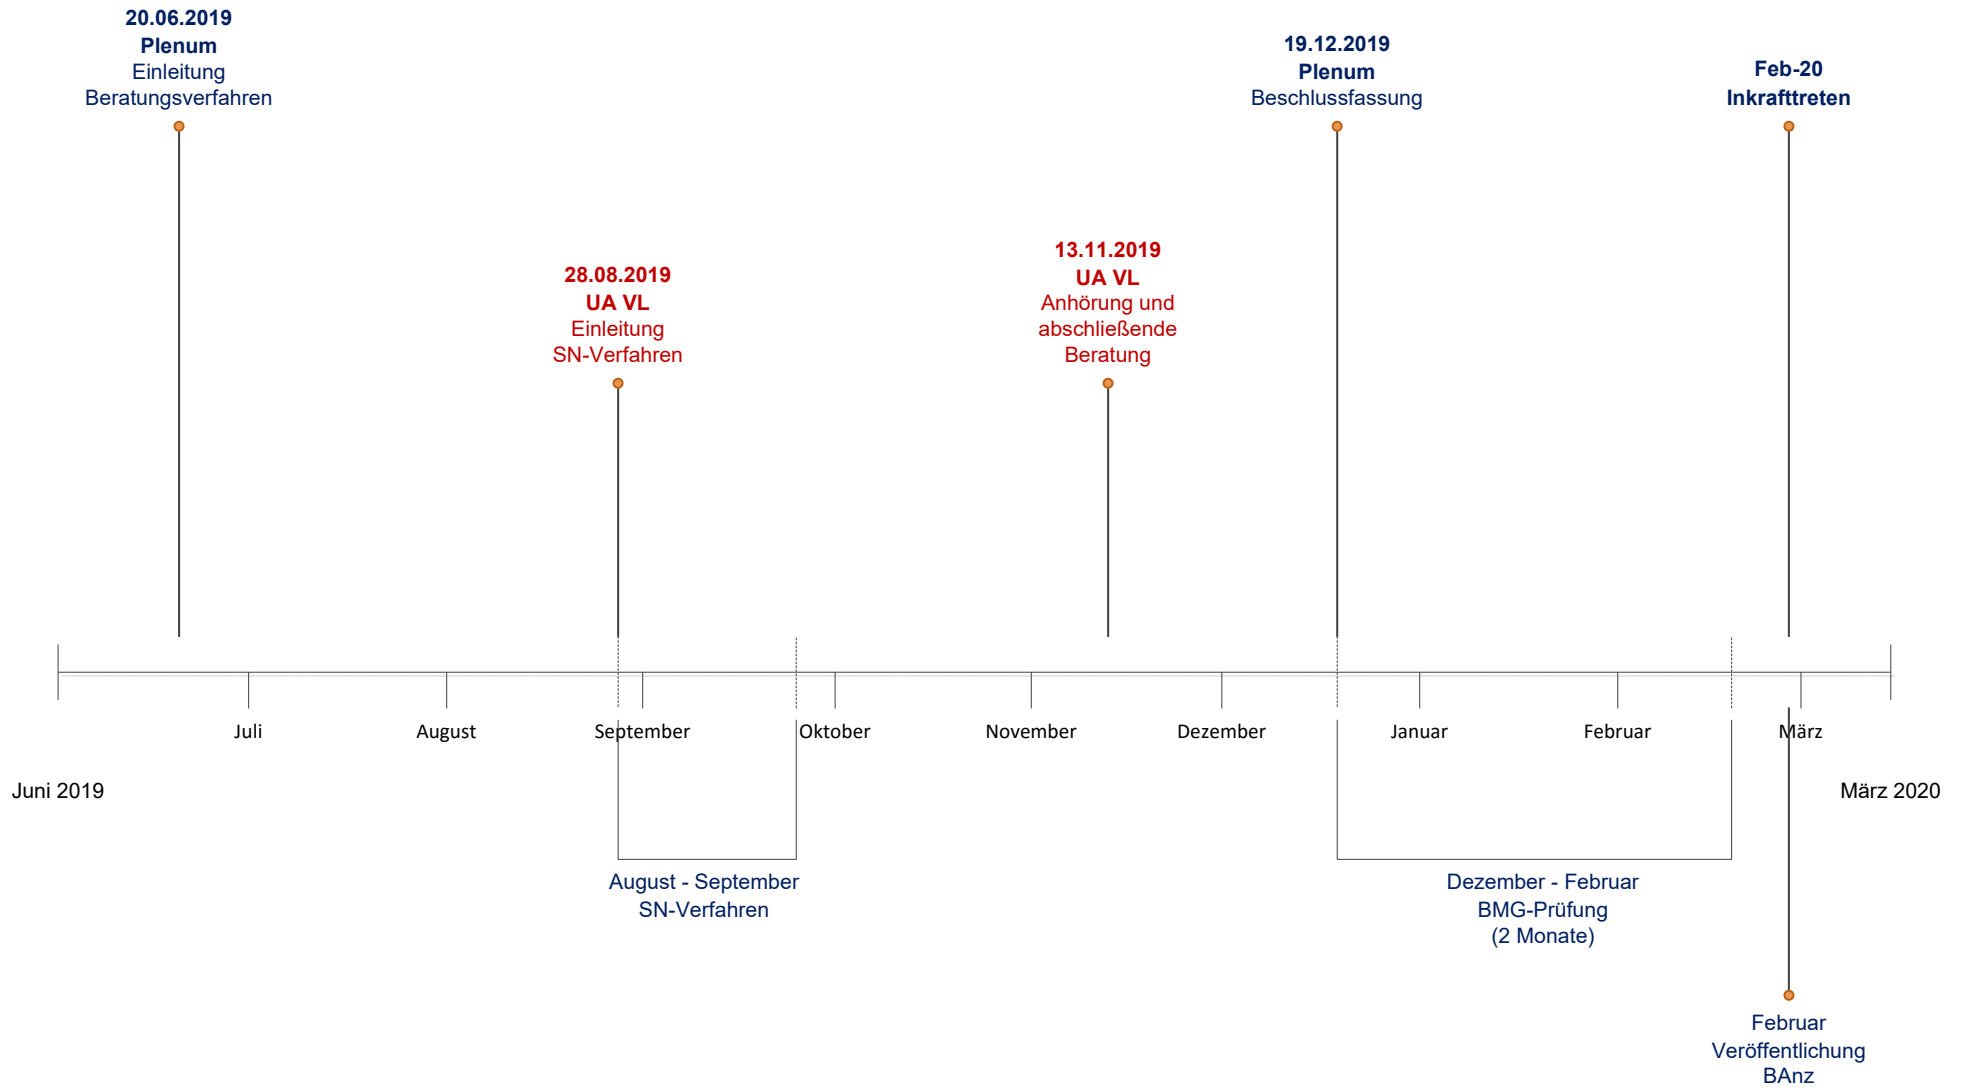 20.06.2019
Plenum
Einleitung
Beratungsverfahren
28.08.2019
UA VL
Einleitung
SN-Verfahren
13.11.2019
UA VL
Anhörung und
abschließende
Beratung
19.12.2019
Plenum
Beschlussfassung
Feb-20
Inkrafttreten
Juli
August
September
Oktober
November
Dezember
Januar
Februar
März
Juni 2019
März 2020
August - September
SN-Verfahren
Dezember - Februar
BMG-Prüfung
(2 Monate)
Februar
Veröffentlichung
BAnz